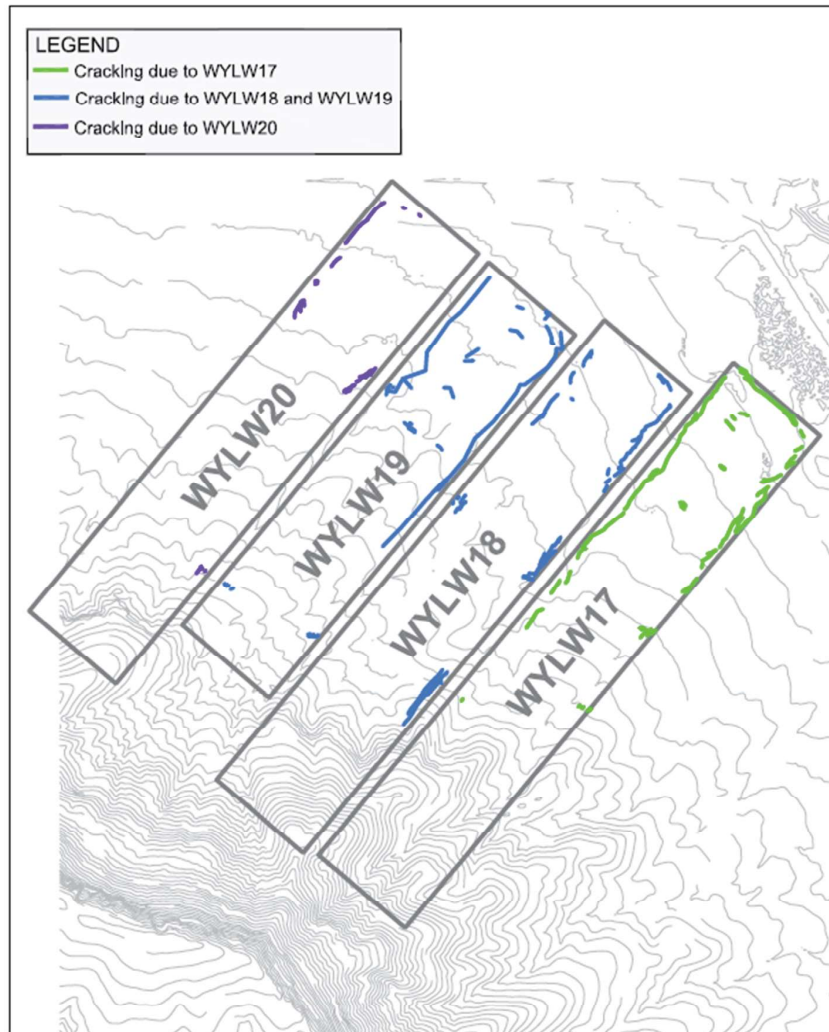 LEGEND
Cracking due to WYLW17
Cracking due to WYLW18 and WYLW19
Cracking due to WYLW20
WYLW20
WYLW19
WYLW18
WYLW17